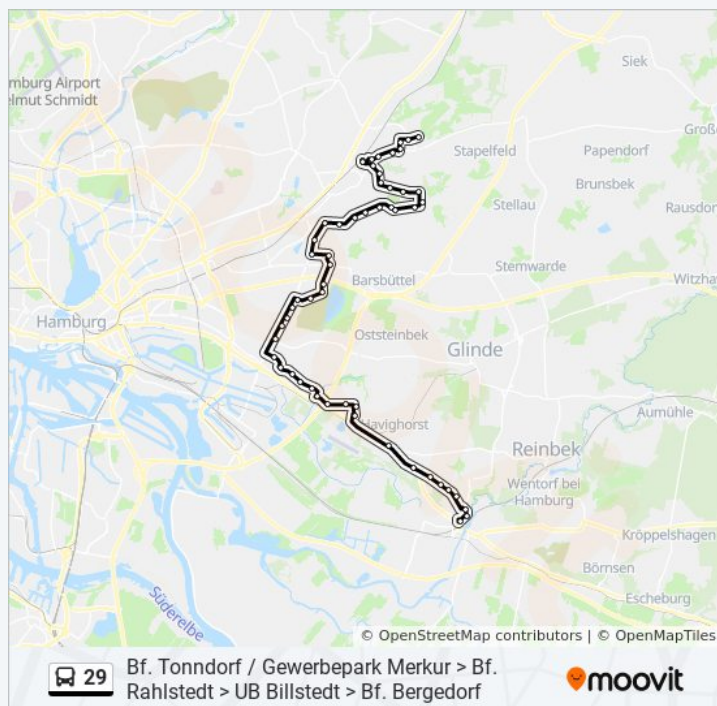 Siek
mburg Airport
elmut Schmidt
Große
Stapelfeld
Papendorf
Brunsbek
Stellau
Rausdor
Stemwarde
Witzha
Barsbüttel
Hamburg
Oststeinbek
Glinde
Aumühle
Havighorst
Reinbek
Wentorf bei
Hamburg
Kröppelshagen
Börnsen
Escheburg
Süderelbe
© OpenStreetMap contributors | © OpenMapTiles
29
Bf. Tonndorf / Gewerbepark Merkur > Bf.
Rahlstedt > UB Billstedt > Bf. Bergedorf
moovit